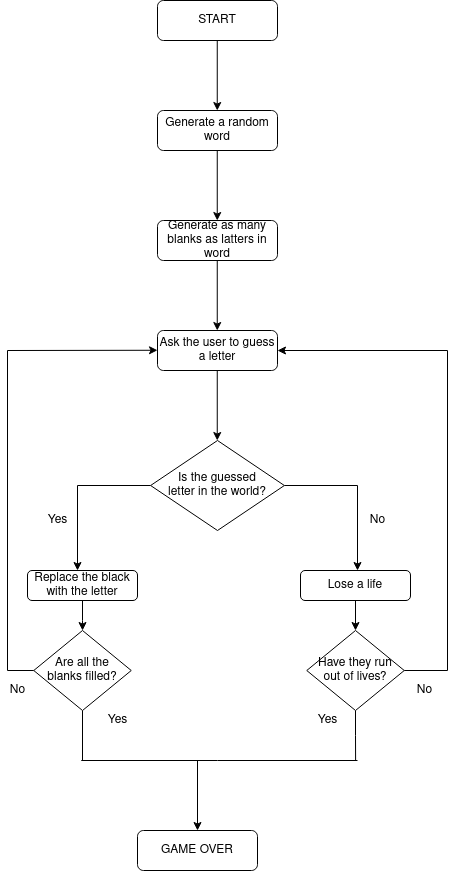 START
Generate a random
word
Generate as many
blanks as latters in
word
Ask the user to guess
a letter
Is the guessed
letter in the world?
Yes
No
Replace the black
with the letter
Lose a life
Are all the
blanks filled?
Have they run
out of lives?
No
No
Yes
Yes
GAME OVER